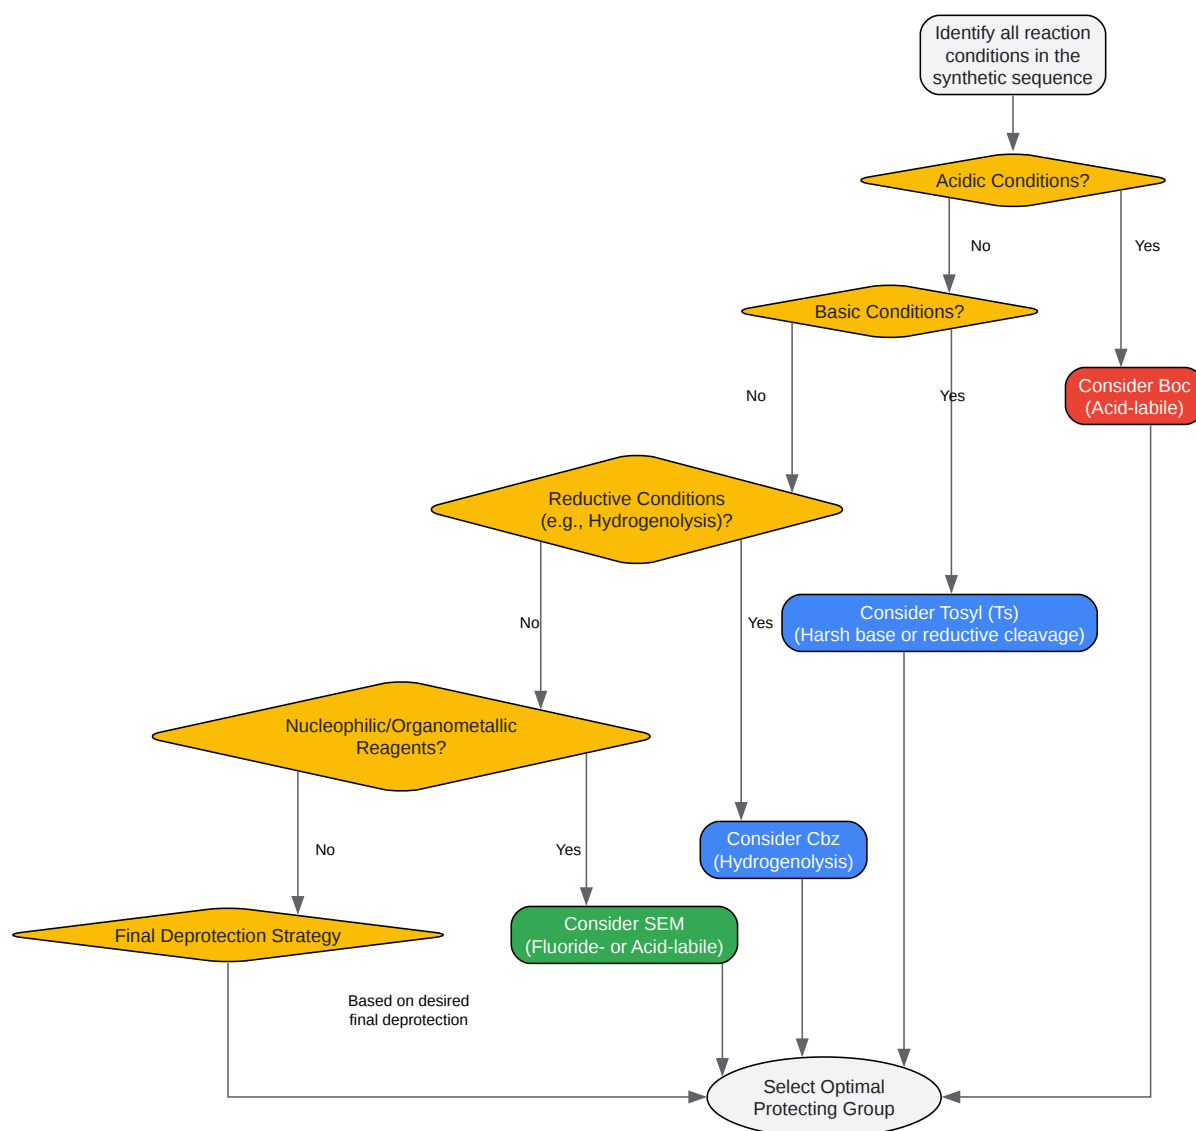 Identify all reaction
conditions in the
synthetic sequence
Acidic Conditions?
No
Yes
Basic Conditions?
Consider Boc
(Acid-labile)
No
Yes
Reductive Conditions
(e.g., Hydrogenolysis)?
Consider Tosyl (Ts)
(Harsh base or reductive cleavage)
No
Yes
Nucleophilic/Organometallic
Reagents?
Consider Cbz
(Hydrogenolysis)
No
Yes
Consider SEM
(Fluoride- or Acid-labile)
Final Deprotection Strategy
Based on desired
final deprotection
Select Optimal
Protecting Group